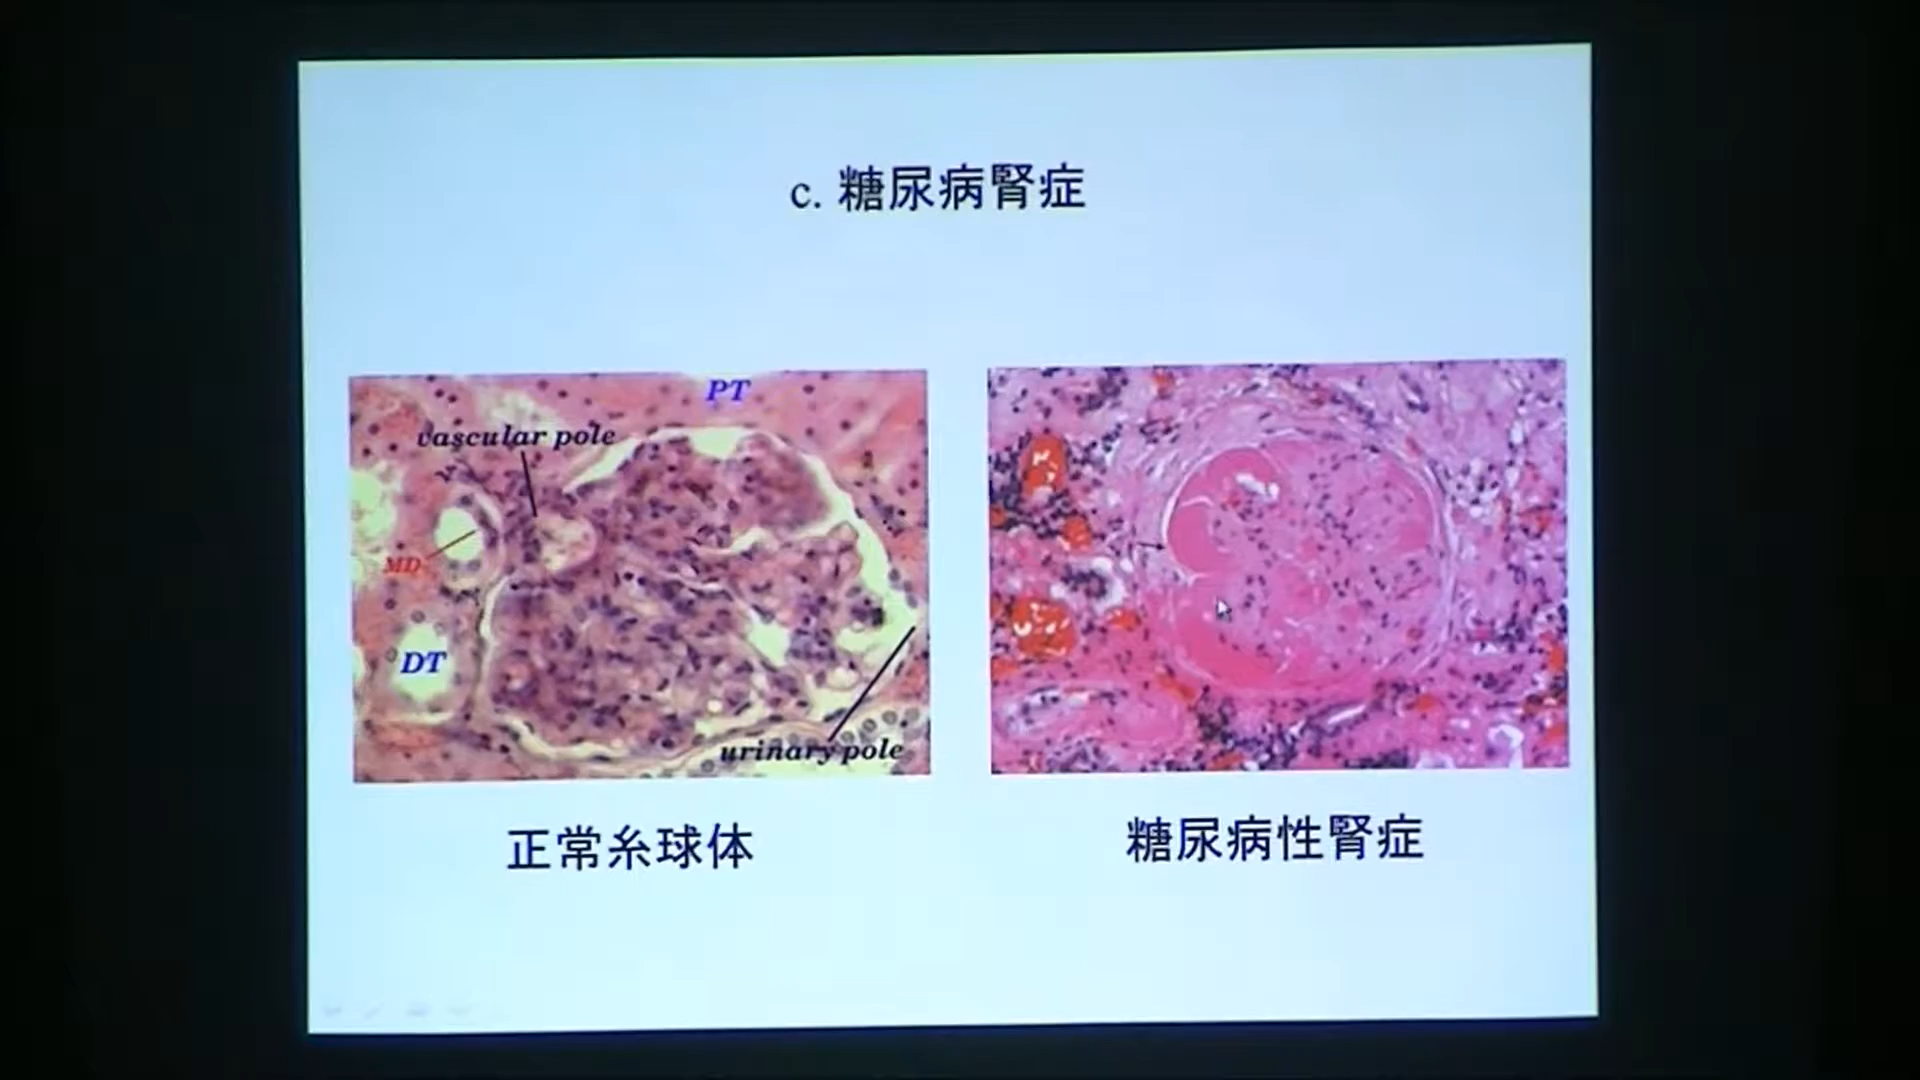 c. 糖尿病腎症
PT
vascular pole
MD
DT
urinary pole
正常糸球体
糖尿病性腎症